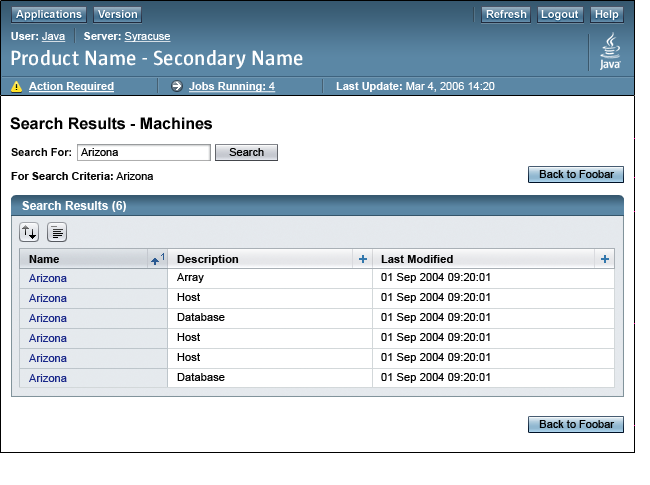 Applications Version Refresh Logout Help
User: Java Server: Syracuse
Product Name - Secondary Name
Java
Action Required Jobs Running: 4 Last Update: Mar 4, 2006 14:20
Search Results - Machines
Search For: Arizona Search
For Search Criteria: Arizona
Back to Foobar
Search Results (6)
Name 1 Description + Last Modified +
Arizona Array 01 Sep 2004 09:20:01
Arizona Host 01 Sep 2004 09:20:01
Arizona Database 01 Sep 2004 09:20:01
Arizona Host 01 Sep 2004 09:20:01
Arizona Host 01 Sep 2004 09:20:01
Arizona Database 01 Sep 2004 09:20:01
Back to Foobar